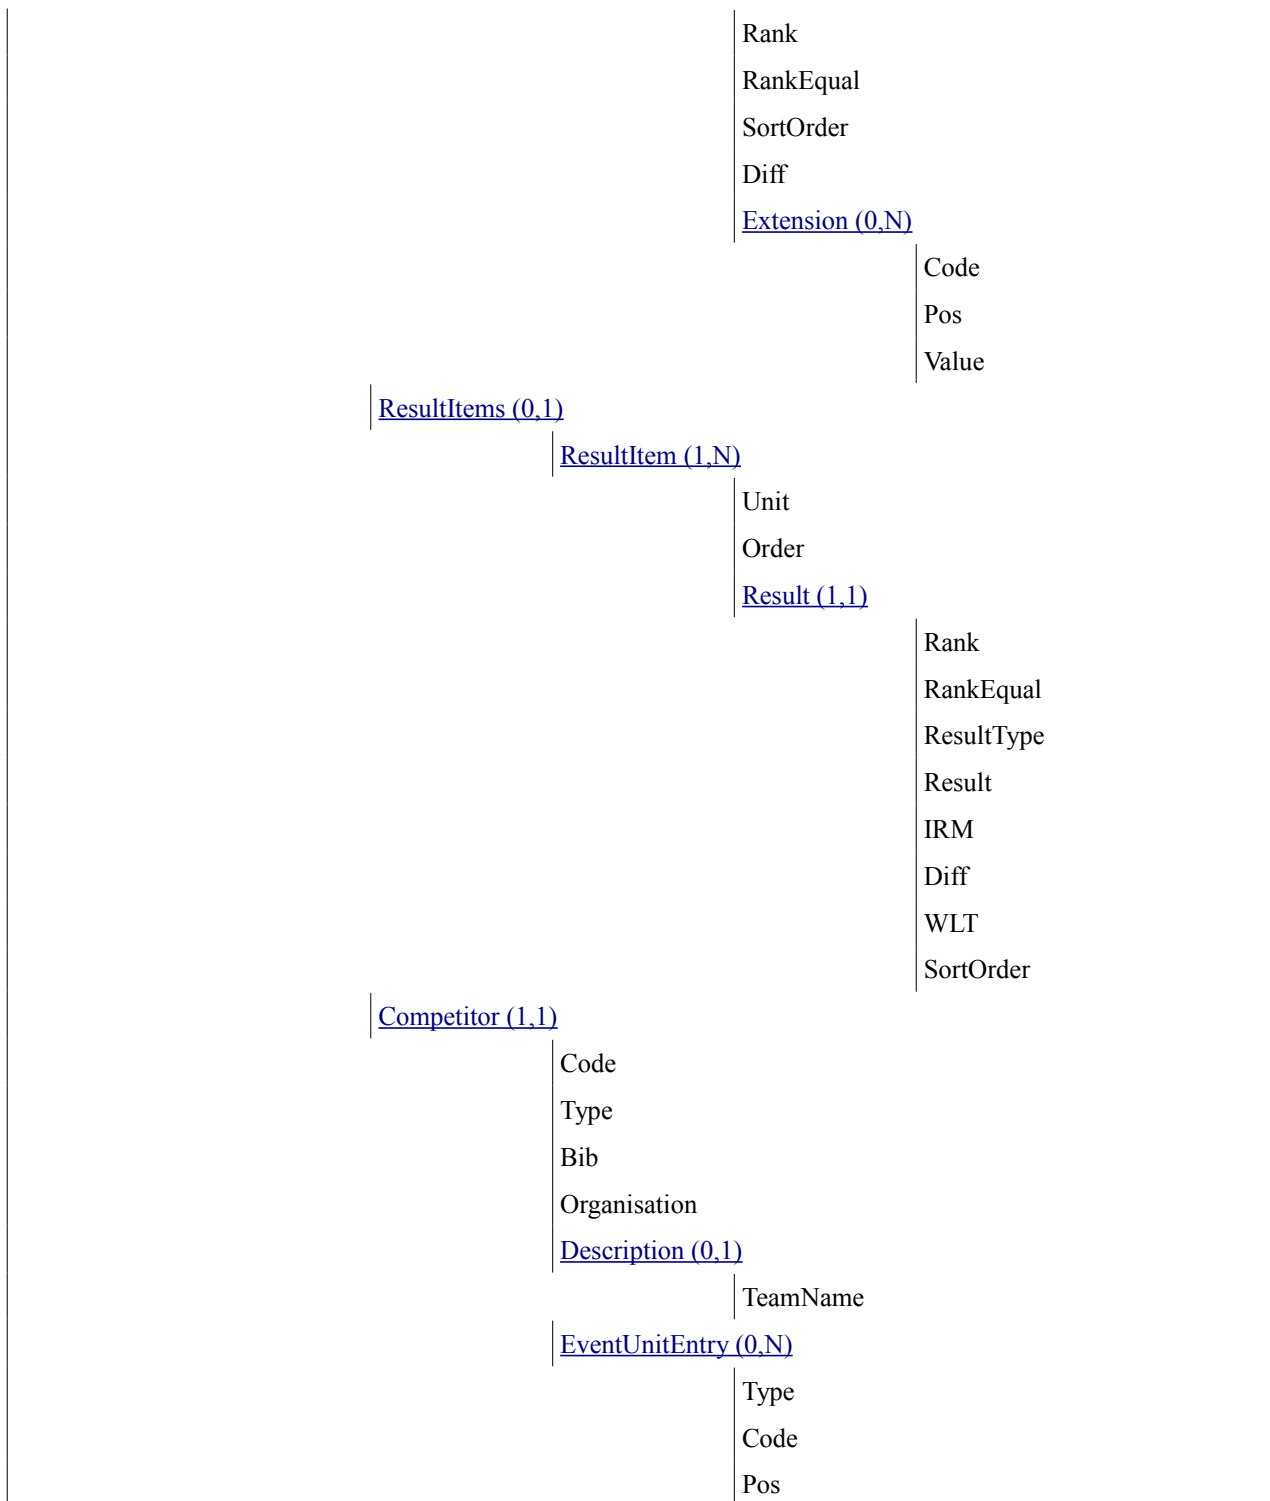 Rank
RankEqual
SortOrder
Diff
Extension (0,N)
Code
Pos
Value
ResultItems (0,1)
ResultItem (1,N)
Unit
Order
Result (1,1)
Rank
RankEqual
ResultType
Result
IRM
Diff
WLT
SortOrder
Competitor (1,1)
Code
Type
Bib
Organisation
Description (0,1)
TeamName
EventUnitEntry (0,N)
Type
Code
Pos